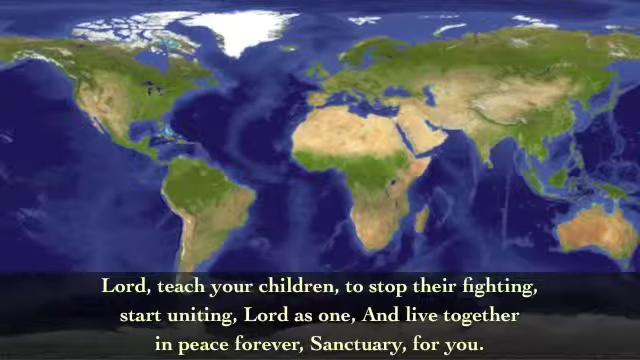 Lord, teach your children, to stop their fighting,
start uniting, Lord as one, And live together
in peace forever, Sanctuary, for you.